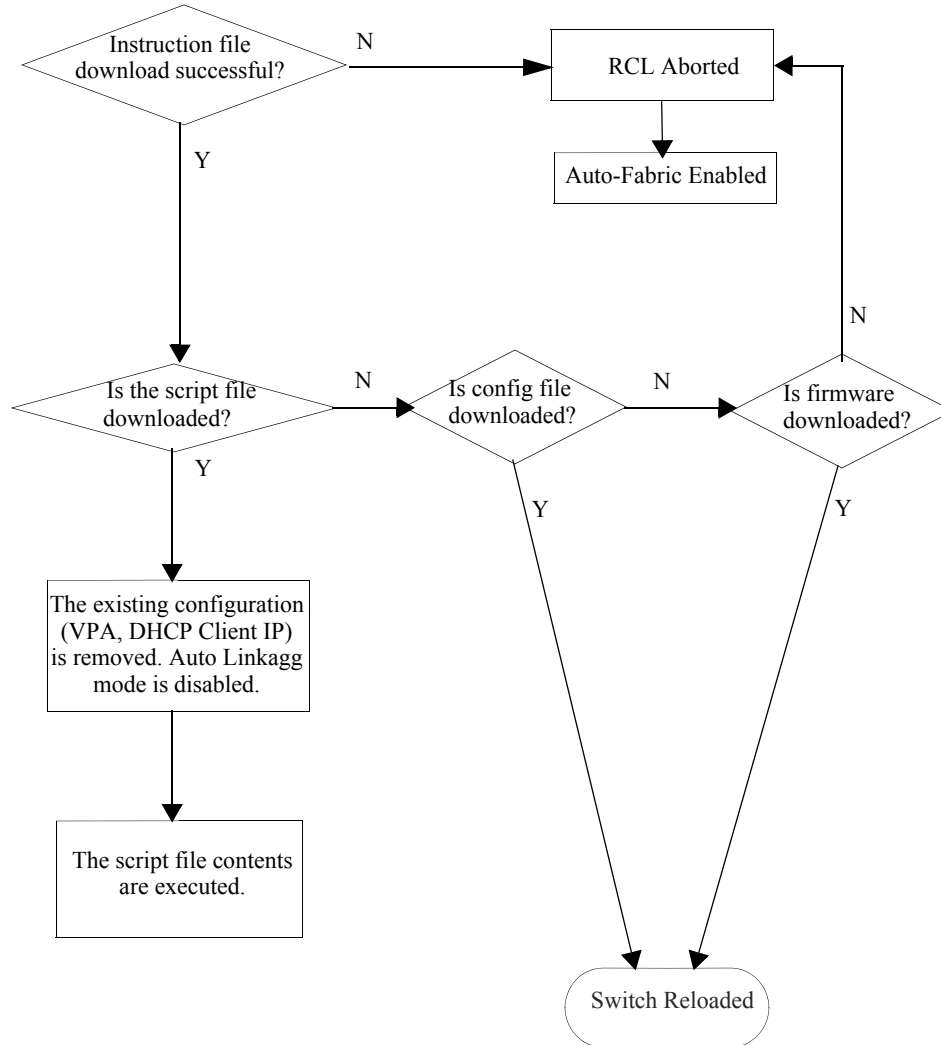 Instruction file
download successful?
N
RCL Aborted
Y
Auto-Fabric Enabled
N
Is the script file
downloaded?
N
Is config file
downloaded?
N
Is firmware
downloaded?
Y
Y
Y
The existing configuration
(VPA, DHCP Client IP)
is removed. Auto Linkagg
mode is disabled.
The script file contents
are executed.
Switch Reloaded